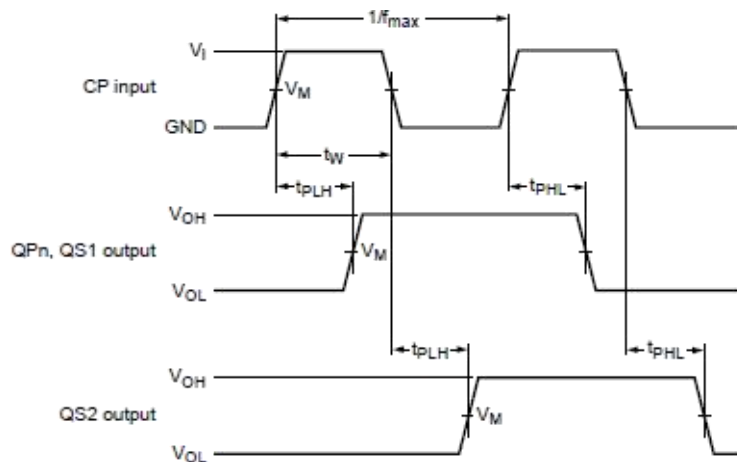 1/fmax
VI
CP input
VM
GND
tW
tPLH
tPHL
VOH
QPn, QS1 output
VM
VOL
tPLH
tPHL
VOH
QS2 output
VM
VOL